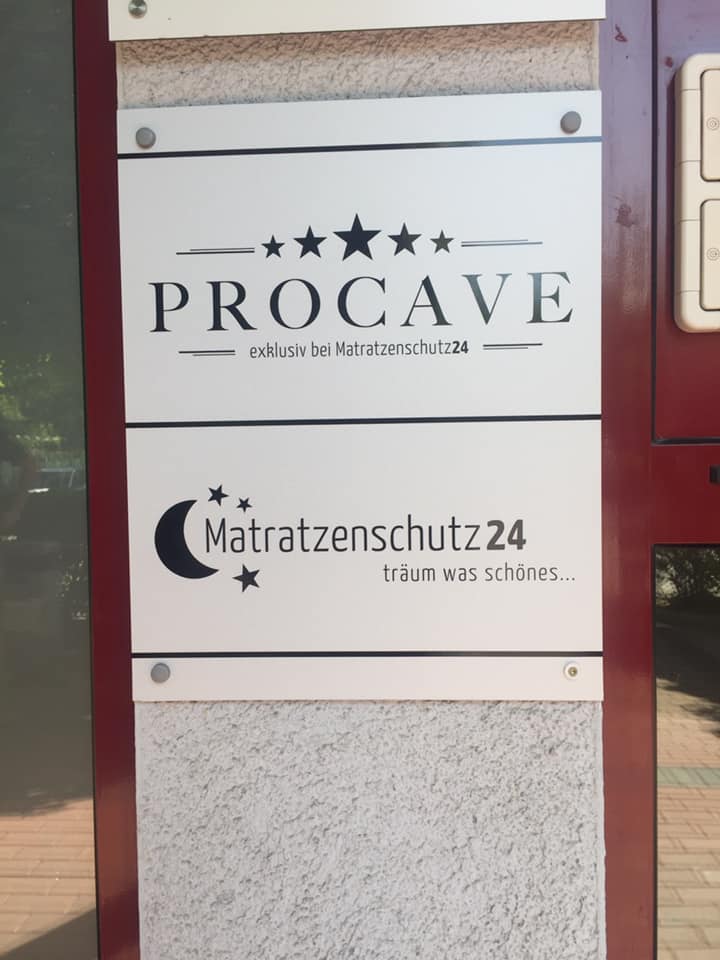 PROCAVE
exklusiv bei Matratzenschutz24
Matratzenschutz24
träum was schönes...